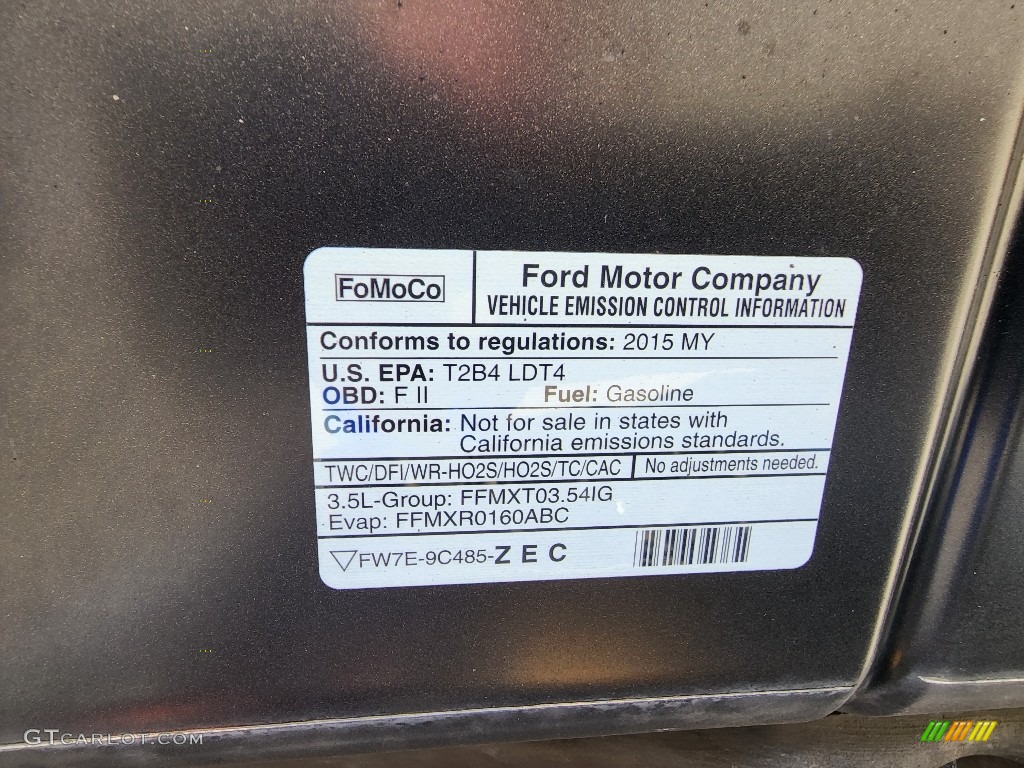 FoMoCo
Ford Motor Company
VEHICLE EMISSION CONTROL INFORMATION
Conforms to regulations: 2015 MY
U.S. EPA: T2B4 LDT4
OBD: F II Fuel: Gasoline
California: Not for sale in states with
California emissions standards.
TWC/DFI/WR-HO2S/HO2S/TC/CAC No adjustments needed.
3.5L-Group: FFMXT03.54IG
Evap: FFMXR0160ABC
FW7E-9C485-Z E C
GTCARLOT.COM